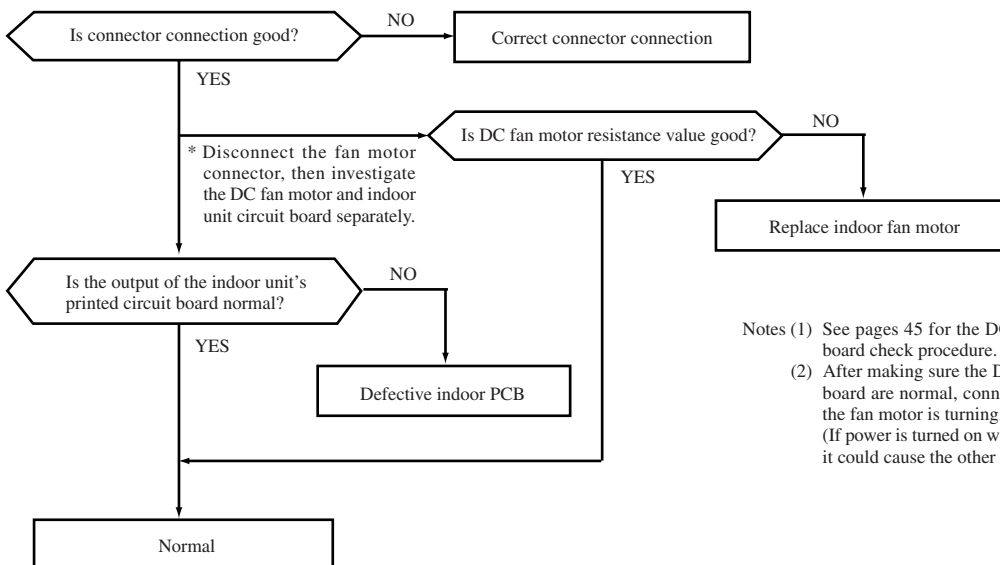 Is connector connection good?
NO
Correct connector connection
YES
Is DC fan motor resistance value good?
NO
* Disconnect the fan motor
connector, then investigate
the DC fan motor and indoor
unit circuit board separately.
YES
Replace indoor fan motor
Is the output of the indoor unit's
printed circuit board normal?
NO
YES
Defective indoor PCB
Notes (1) See pages 45 for the DC
board check procedure.
(2) After making sure the D
board are normal, conn
the fan motor is turning
(If power is turned on w
it could cause the other
Normal